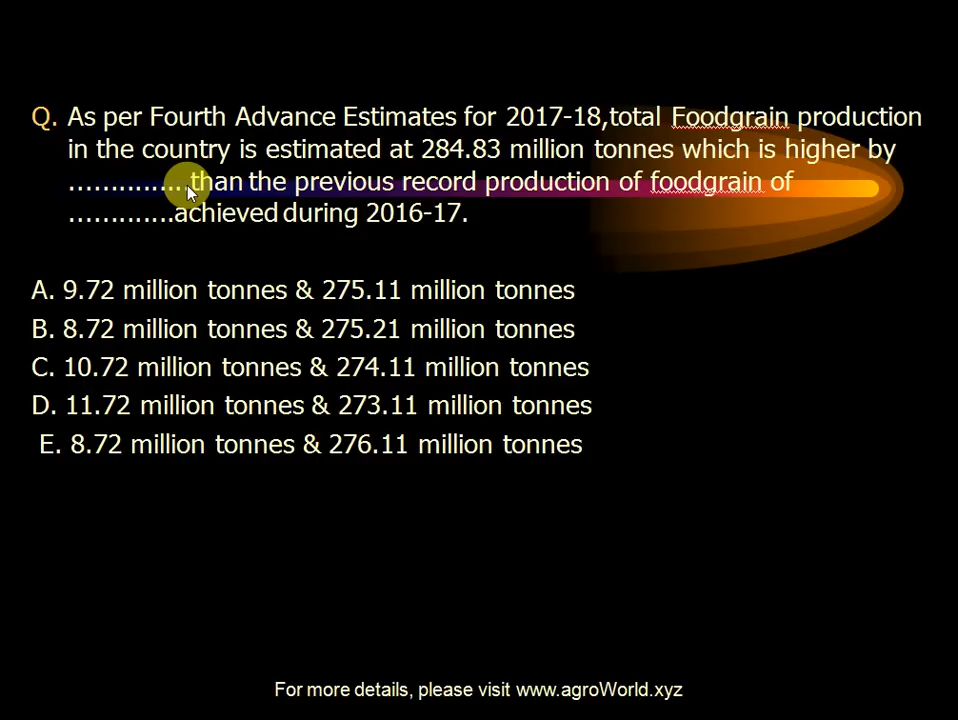 Q. As per Fourth Advance Estimates for 2017-18,total Foodgrain production
in the country is estimated at 284.83 million tonnes which is higher by
...............than the previous record production of foodgrain of
.............achieved during 2016-17.
A. 9.72 million tonnes & 275.11 million tonnes
B. 8.72 million tonnes & 275.21 million tonnes
C. 10.72 million tonnes & 274.11 million tonnes
D. 11.72 million tonnes & 273.11 million tonnes
E. 8.72 million tonnes & 276.11 million tonnes
For more details, please visit www.agroWorld.xyz